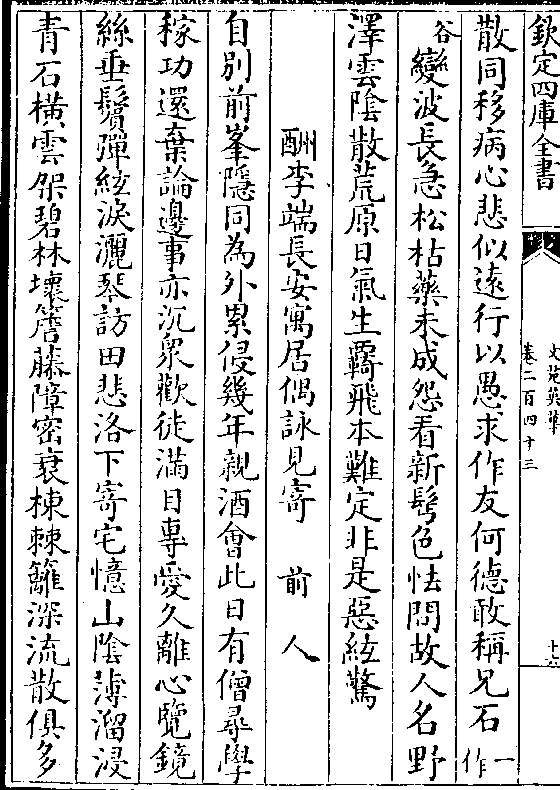 欽定四庫全書
文苑英華
卷二百四十三
十六
散同移病心悲似遠行以愚求作友何德敢稱兄石一作
谷變波長急松枯藥未成怨看新髩色怯問故人名野
澤雲陰散荒原日氣生羇飛本難定非是惡絃驚
酬李端長安寓居偶詠見寄 前人
自别前峯隱同為外累侵幾年親酒會此日有僧尋學
稼功還棄論邊事亦沉衆歡徒滿目專愛久離心覽鏡
絲垂鬢彈絃淚灑琴訪田悲洛下寄宅憶山陰薄溜浸
青石横雲架碧林壞簷藤障密衰棟棘籬深流散俱多